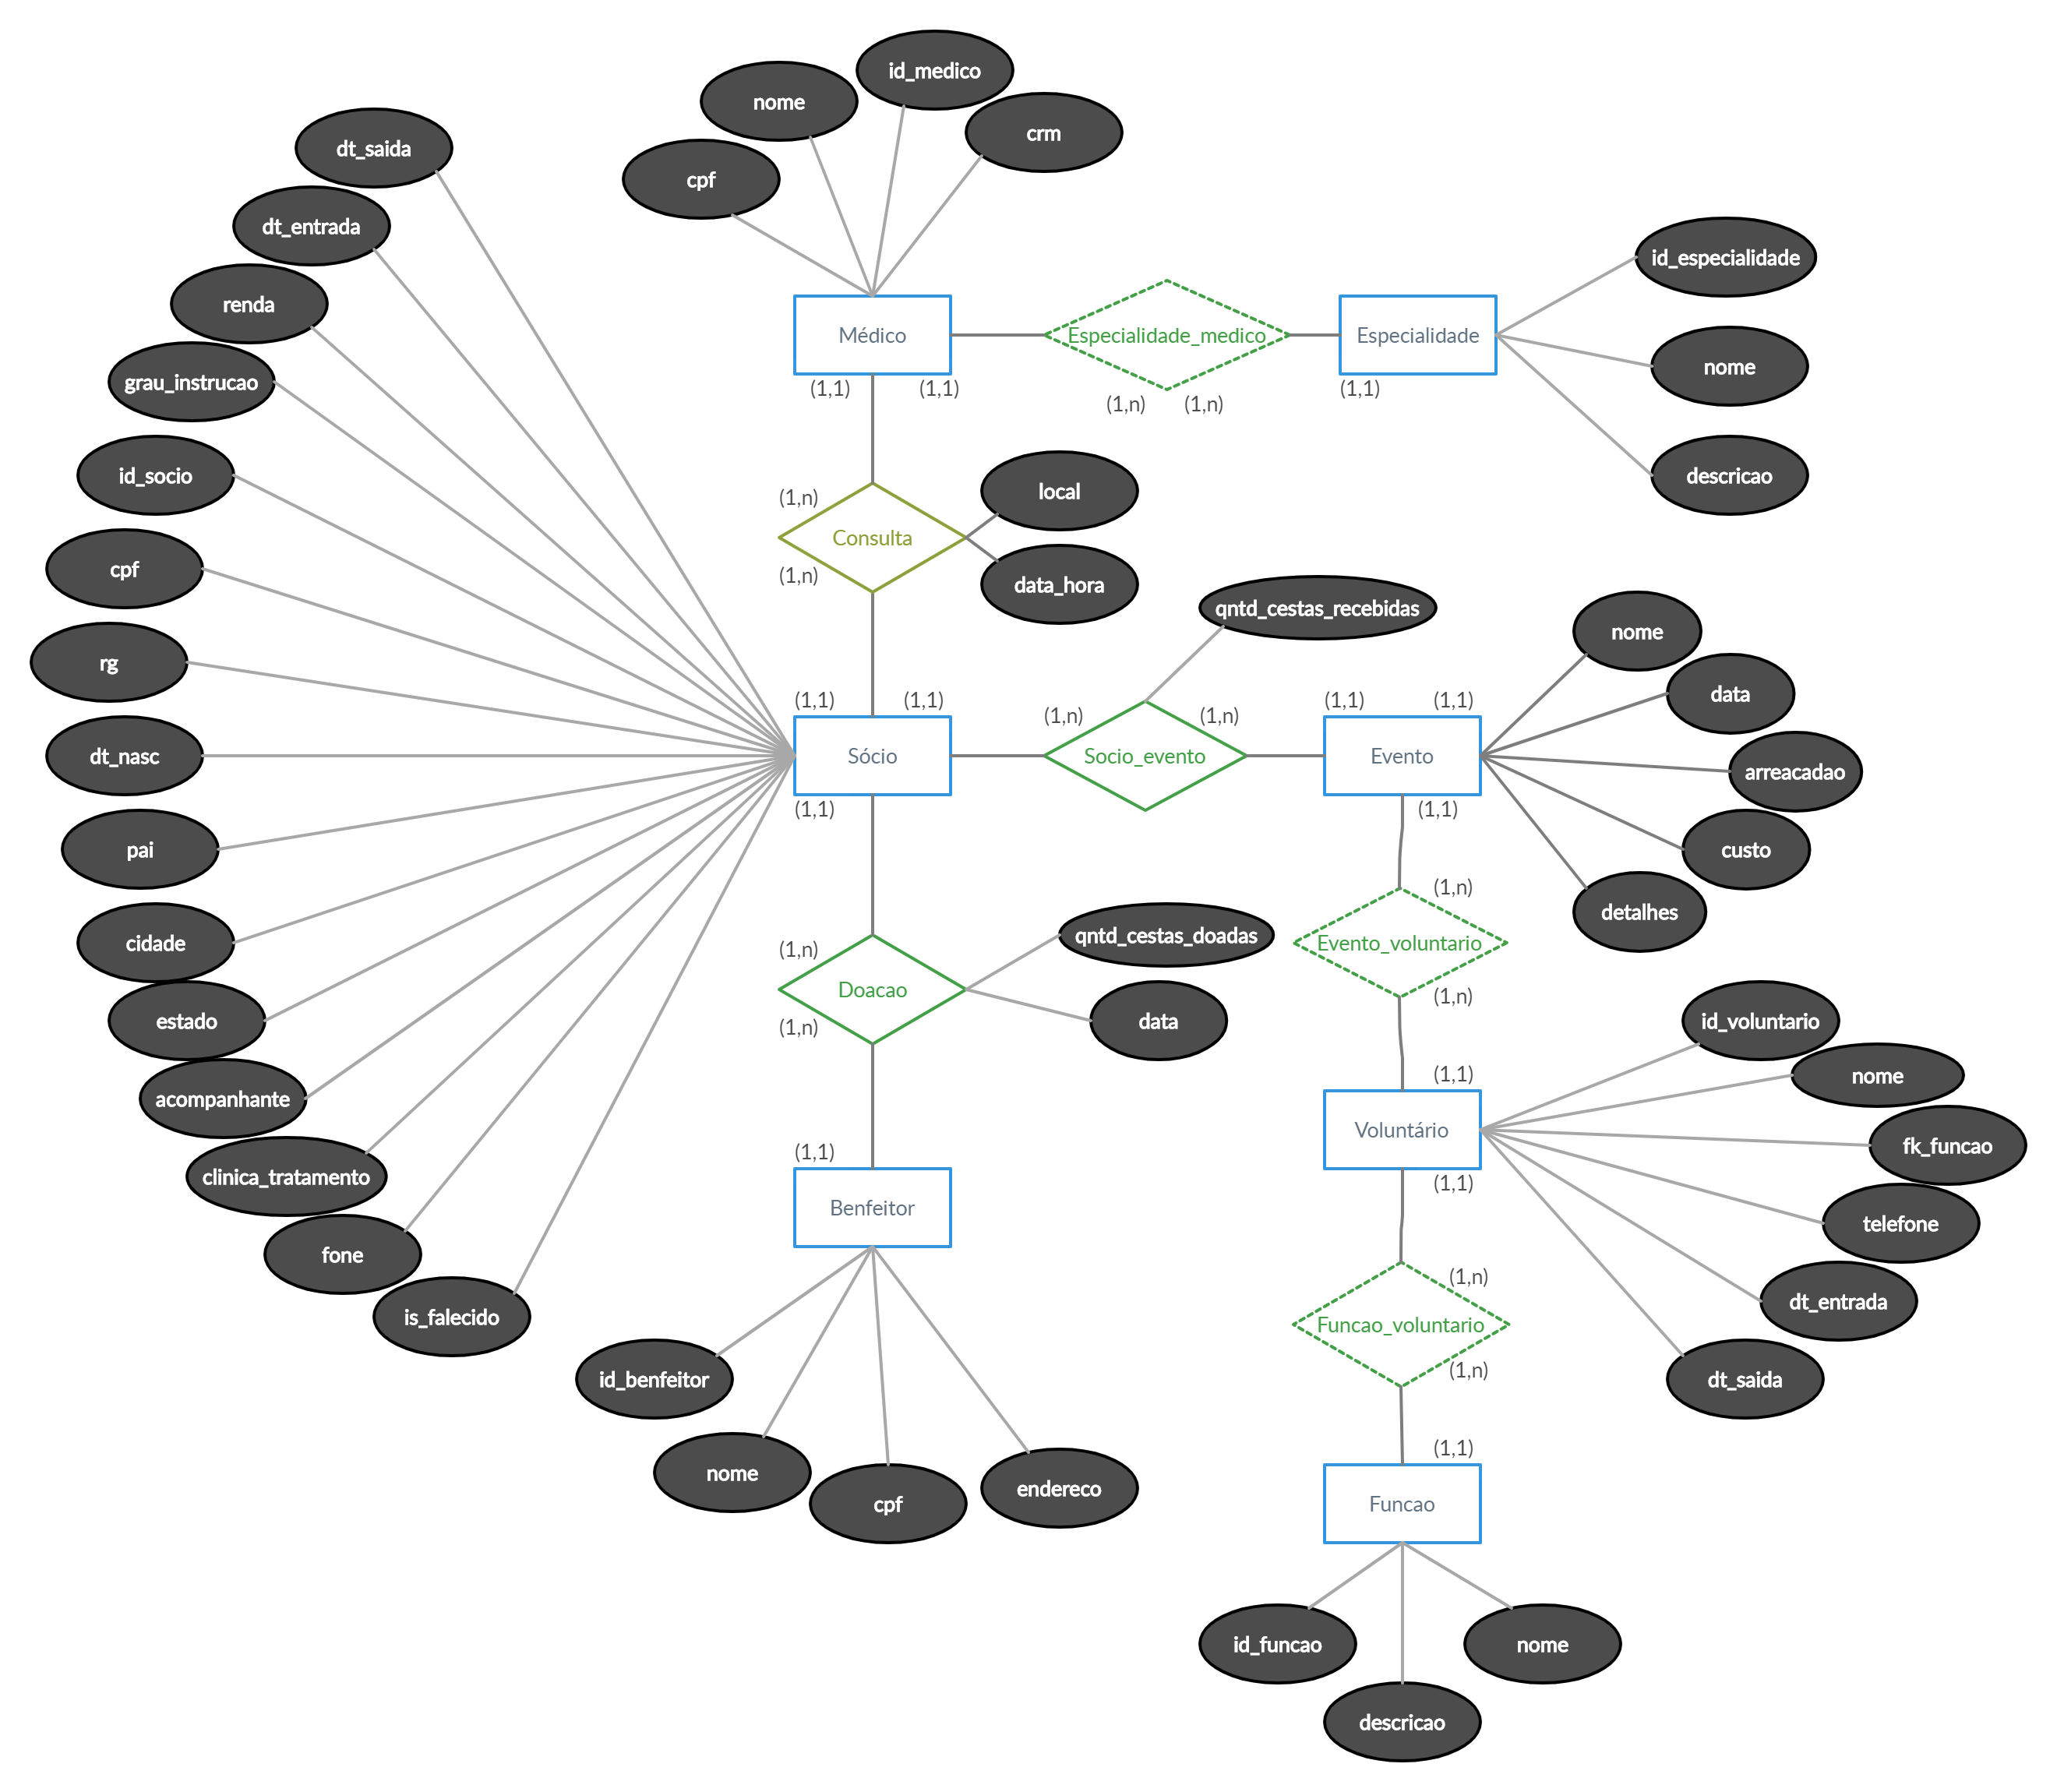 id_medico
nome
crm
cpf
dt_saida
dt_entrada
renda
grau_instrucao
id_socio
cpf
rg
dt_nasc
pai
cidade
estado
acompanhante
clinica_tratamento
fone
is_falecido
Médico
(1,1)
(1,1)
Especialidade_medico
(1,n)
(1,n)
Especialidade
(1,1)
id_especialidade
nome
descricao
(1,n)
Consulta
(1,n)
local
data_hora
(1,1)
(1,1)
Sócio
(1,1)
qntd_cestas_recebidas
(1,n)
(1,n)
Socio_evento
(1,1)
(1,1)
Evento
(1,1)
nome
data
arreacadao
custo
detalhes
(1,n)
Evento_voluntario
(1,n)
(1,n)
Doacao
(1,n)
qntd_cestas_doadas
data
(1,1)
Benfeitor
id_benfeitor
nome
cpf
endereco
(1,1)
Voluntário
(1,1)
id_voluntario
nome
fk_funcao
telefone
dt_entrada
dt_saida
(1,n)
Funcao_voluntario
(1,n)
(1,1)
Funcao
id_funcao
nome
descricao